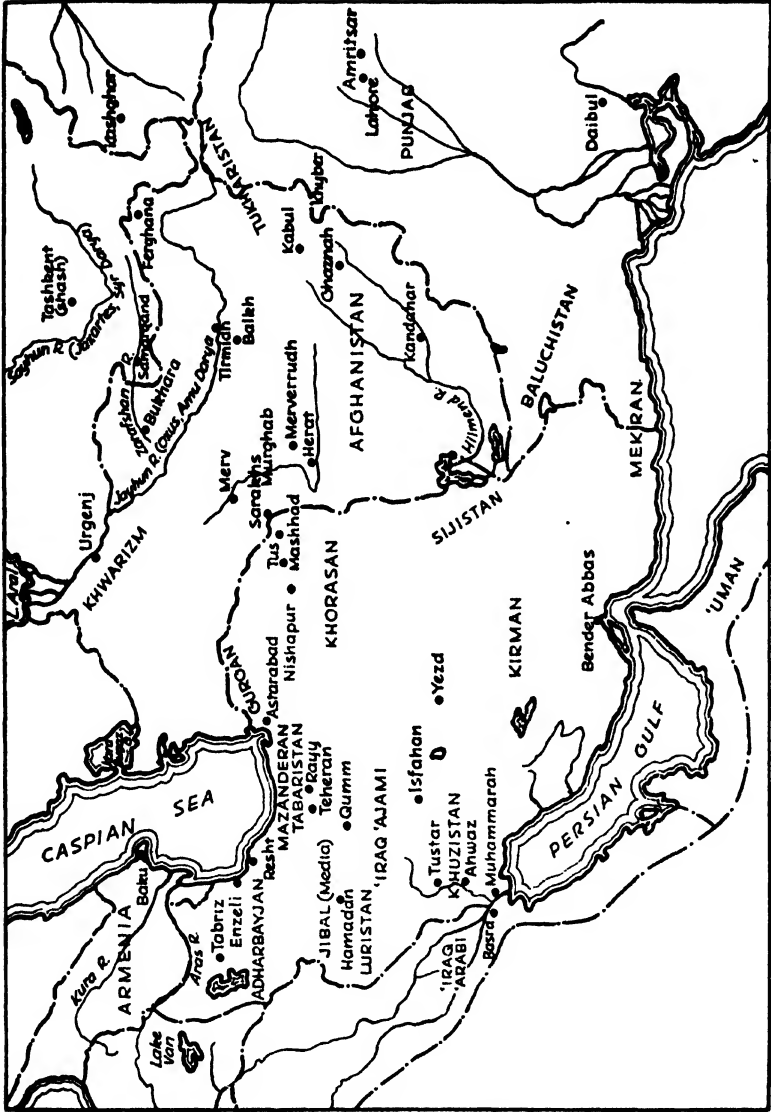 CASPIAN SEA
ARMENIA
Kura R.
Baku
Aras R.
Lake
Van
Tabriz
Enzeli
ADHARBAYJAN
Resht
MAZANDERAN
TABARISTAN
Rayy
Teheran
JIBAL (Media)
Hamadan
LURISTAN
Qumm
'IRAQ 'AJAMI
Isfahan
Tustar
KHUZISTAN
Ahwaz
Muhammarah
'IRAQ
'ARABI
Basra
PERSIAN GULF
L. Aral
Urgenj
KHWARIZM
GURGAN
Astarabad
Nishapur
Tus
Mashhad
KHORASAN
Yezd
KIRMAN
Bender Abbas
'UMAN
Sayhun R. (Jaxartes, Syr Darya)
Tashkent
(Shash)
Zarafshan R.
Samarqand
Bukhara
Jayhun R. (Oxus, Amu Darya)
Ferghana
Tirmidh
Balkh
Merv
Sarakhs
Murghab
Merverrudh
Herat
AFGHANISTAN
SIJISTAN
Hilmend R.
Kandahar
Ghaznah
Kabul
Khyber
TUKHARISTAN
Kashghar
BALUCHISTAN
MEKRAN
Amritsar
Lahore
PUNJAB
Daibul